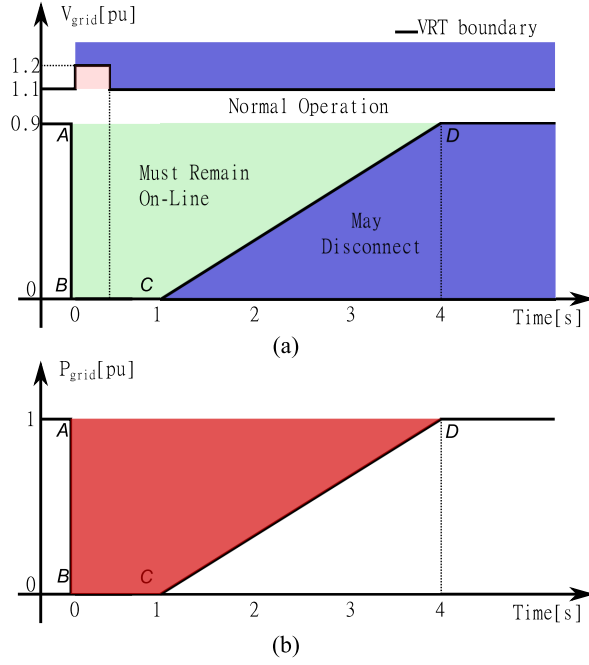 V_grid[pu]
VRT boundary
1.2
1.1
Normal Operation
0.9
A
D
Must Remain
On-Line
May
Disconnect
0
B
C
0
1
2
3
4
Time[s]
(a)
P_grid[pu]
1
A
D
0
B
C
0
1
2
3
4
Time[s]
(b)